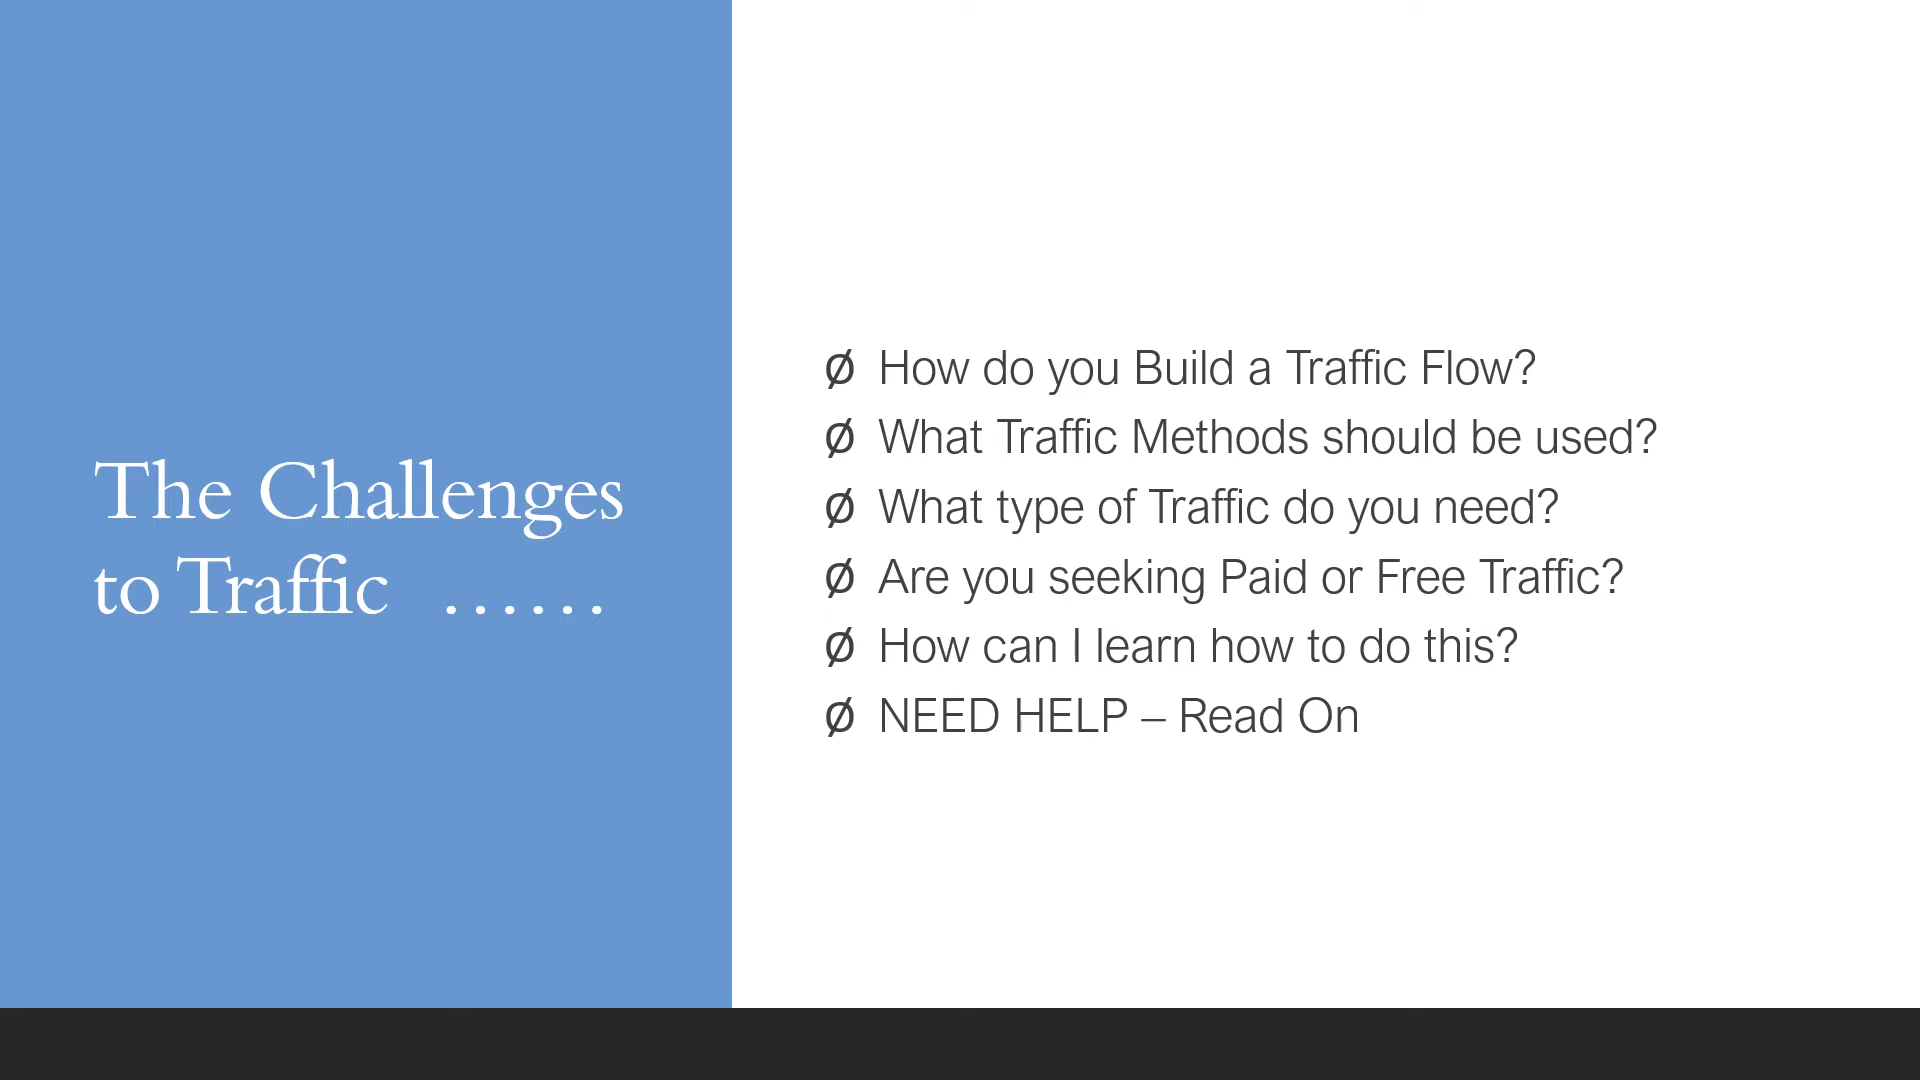 The Challenges
to Traffic ......
Ø How do you Build a Traffic Flow?
Ø What Traffic Methods should be used?
Ø What type of Traffic do you need?
Ø Are you seeking Paid or Free Traffic?
Ø How can I learn how to do this?
Ø NEED HELP – Read On